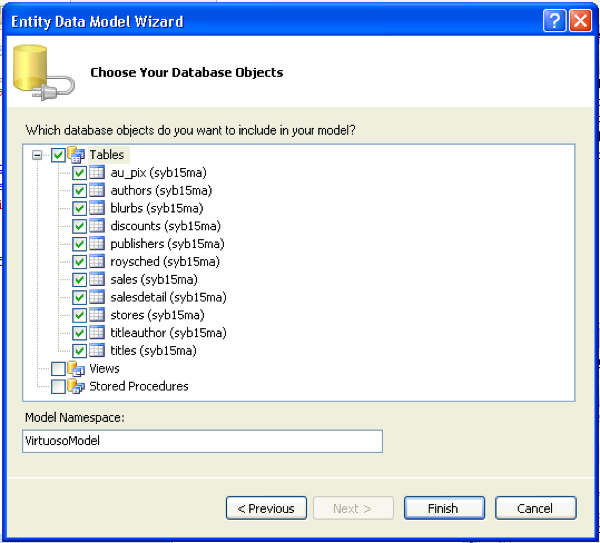 Entity Data Model Wizard
Choose Your Database Objects
Which database objects do you want to include in your model?
Tables
au_pix (syb15ma)
authors (syb15ma)
blurbs (syb15ma)
discounts (syb15ma)
publishers (syb15ma)
roysched (syb15ma)
sales (syb15ma)
salesdetail (syb15ma)
stores (syb15ma)
titleauthor (syb15ma)
titles (syb15ma)
Views
Stored Procedures
Model Namespace:
VirtuosoModel
< Previous
Next >
Finish
Cancel